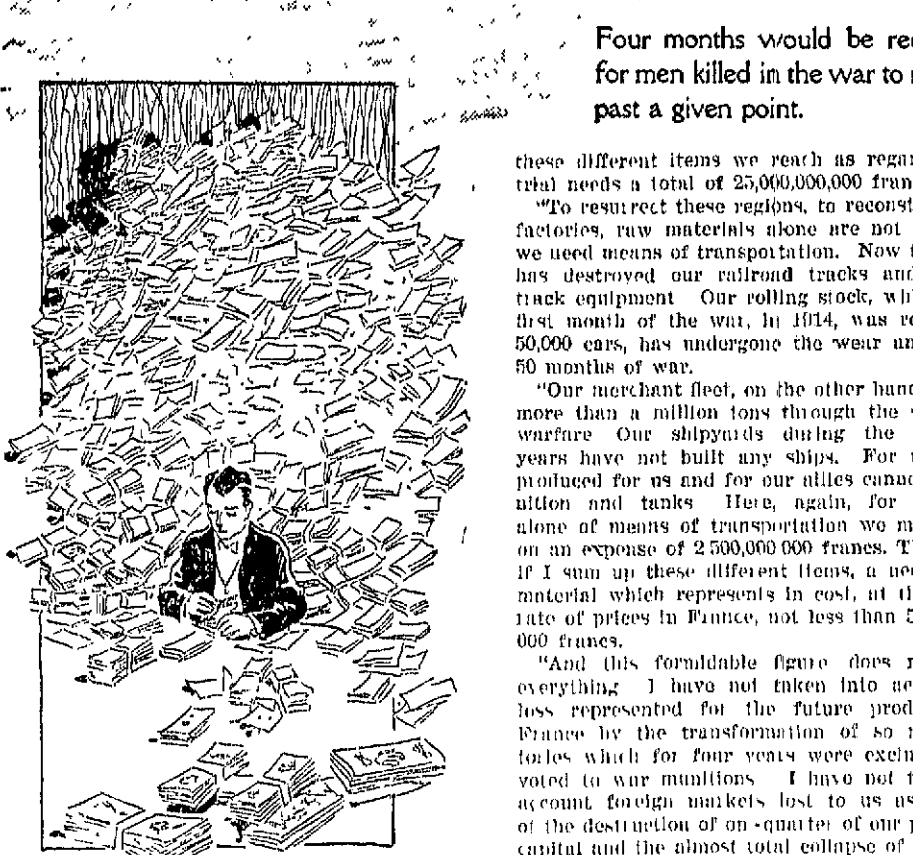 Four months would be re
for men killed in the war to
past a given point.
these different items we reach as regar
trial needs a total of 25,000,000,000 fran
"To resurrect these regions, to reconst
factories, raw materials alone are not
we need means of transportation. Now
has destroyed our railroad tracks and
track equipment Our rolling stock, whi
first month of the war, in 1914, was re
50,000 cars, has undergone the wear an
50 months of war.
"Our merchant fleet, on the other hand
more than a million tons through the
warfare Our shipyards during the
years have not built any ships. For
produced for us and for our allies canno
nition and tanks Here, again, for
alone of means of transportation we m
on an expense of 2 500,000 000 francs. T
if I sum up these different items, a nee
material which represents in cost, at th
rate of prices in France, not less than 5
000 francs.
"And this formidable figure does
everything I have not taken into ac
loss represented for the future prod
France by the transformation of so
tories which for four years were exclu
voted to war munitions I have not
account foreign markets lost to us as
of the destruction of on-quarter of our p
capital and the almost total collapse of